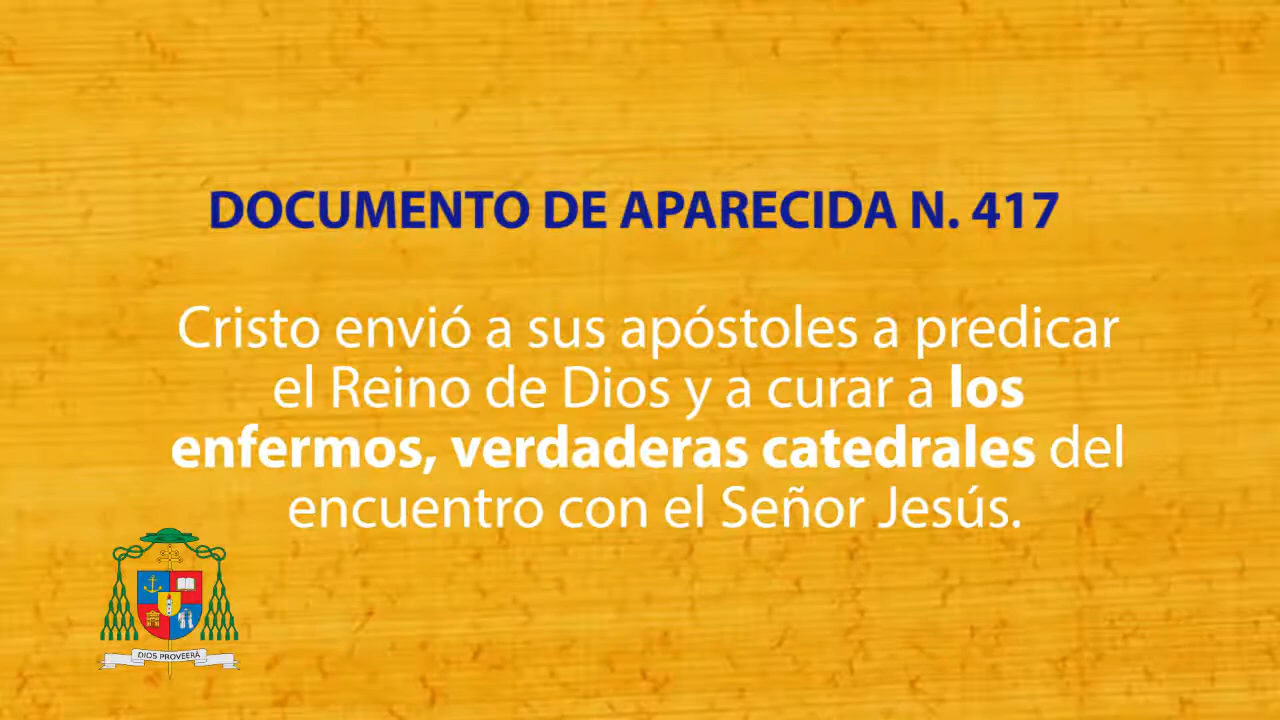 DOCUMENTO DE APARECIDA N. 417
Cristo envió a sus apóstoles a predicar
el Reino de Dios y a curar a los
enfermos, verdaderas catedrales del
encuentro con el Señor Jesús.
DIOS PROVEERÁ